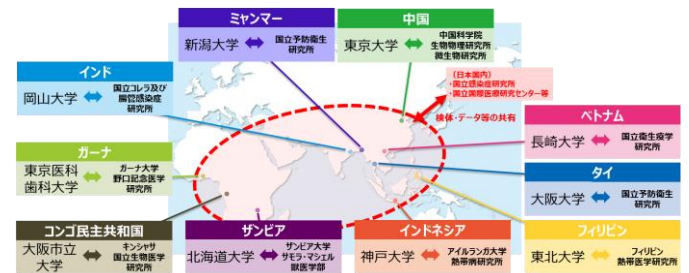 ミャンマー
新潟大学 ⇔ 国立予防衛生
研究所
中国
東京大学 ⇔ 中国科学院
生物物理研究所
微生物研究所
インド
岡山大学 ⇔ 国立コレラ及び
腸管感染症
研究所
(日本国内)
・国立感染症研究所
・国立国際医療研究センター等
検体・データ等の共有
ベトナム
長崎大学 ⇔ 国立衛生疫学
研究所
ガーナ
東京医科
歯科大学 ⇔ ガーナ大学
野口記念医学
研究所
タイ
大阪大学 ⇔ 国立予防衛生
研究所
コンゴ民主共和国
大阪市立
大学 ⇔ キンシャサ
国立生物医学
研究所
ザンビア
北海道大学 ⇔ ザンビア大学
サモラ・マシェル
獣医学部
インドネシア
神戸大学 ⇔ アイルランガ大学
熱帯病研究所
フィリピン
東北大学 ⇔ フィリピン
熱帯医学研究所